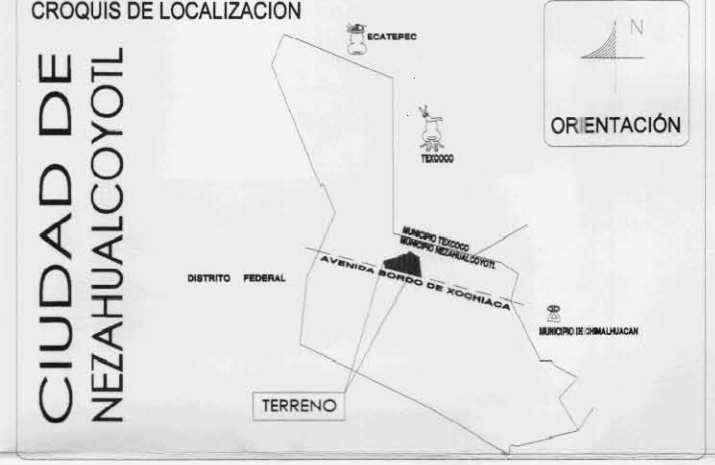 CROQUIS DE LOCALIZACION
CIUDAD DE
NEZAHUALCOYOTL
ECATEPEC
TEXCOCO
N
ORIENTACIÓN
MUNICIPIO TEXCOCO
MUNICIPIO NEZAHUALCOYOTL
AVENIDA BORDO DE XOCHIACA
DISTRITO FEDERAL
MUNICIPIO DE CHIMALHUACAN
TERRENO